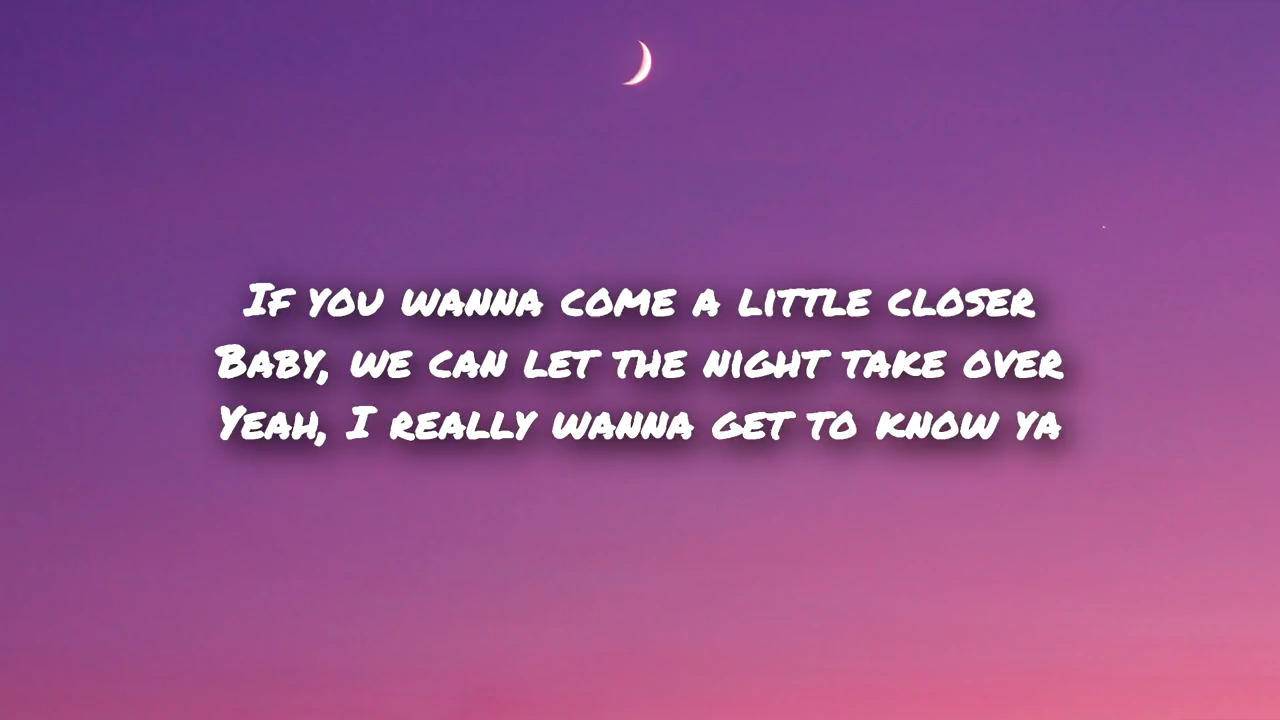 If you wanna come a little closer
Baby, we can let the night take over
Yeah, I really wanna get to know ya